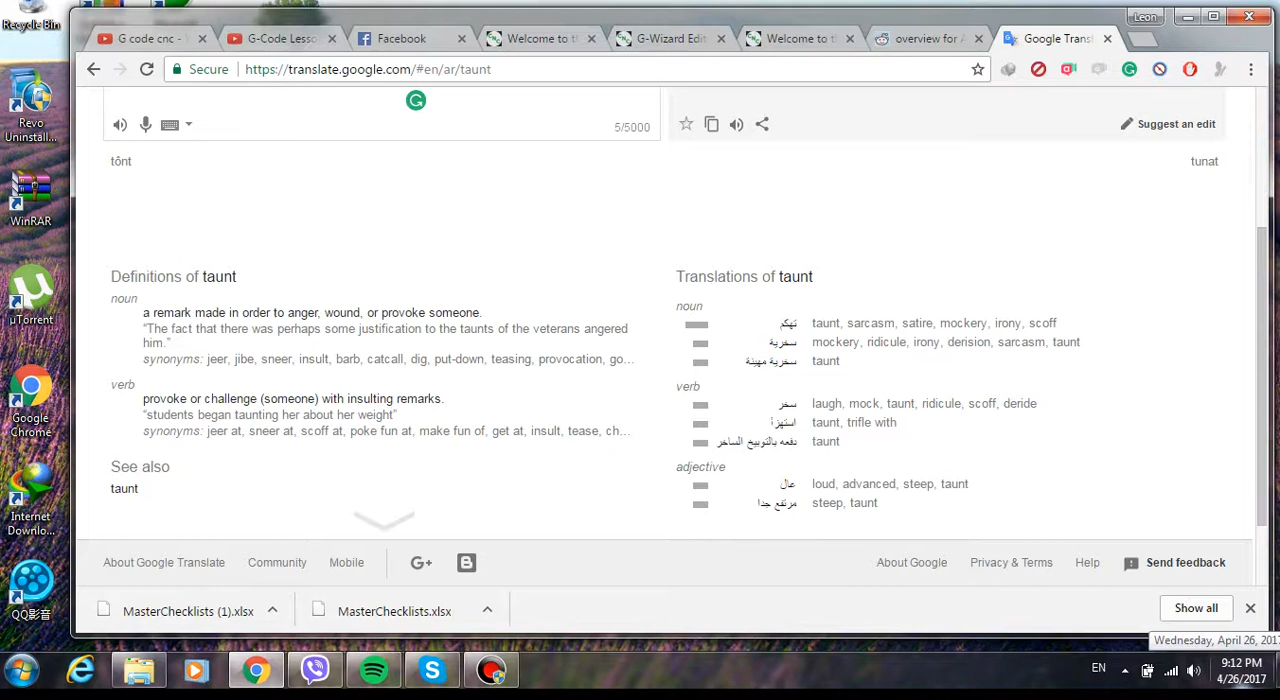 Recycle Bin
Leon
G code cnc - Y
G-Code Lesso
Facebook
Welcome to th
G-Wizard Edit
Welcome to th
overview for A
Google Trans
Secure
https://translate.google.com/#en/ar/taunt
5/5000
Suggest an edit
tônt
tunat
Definitions of taunt
noun
a remark made in order to anger, wound, or provoke someone.
“The fact that there was perhaps some justification to the taunts of the veterans angered
him.”
synonyms: jeer, jibe, sneer, insult, barb, catcall, dig, put-down, teasing, provocation, go...
verb
provoke or challenge (someone) with insulting remarks.
“students began taunting her about her weight”
synonyms: jeer at, sneer at, scoff at, poke fun at, make fun of, get at, insult, tease, ch...
See also
taunt
Translations of taunt
noun
تهكم taunt, sarcasm, satire, mockery, irony, scoff
سخرية mockery, ridicule, irony, derision, sarcasm, taunt
سخرية مهينة taunt
verb
سخر laugh, mock, taunt, ridicule, scoff, deride
استهزأ taunt, trifle with
دفعه بالتوبيخ الساخر taunt
adjective
عال loud, advanced, steep, taunt
مرتفع جدا steep, taunt
About Google Translate
Community
Mobile
G+
About Google
Privacy & Terms
Help
Send feedback
MasterChecklists (1).xlsx
MasterChecklists.xlsx
Show all
Wednesday, April 26, 2017
Revo
Uninstall...
WinRAR
µTorrent
Google
Chrome
Internet
Downlo...
QQ影音
EN
9:12 PM
4/26/2017